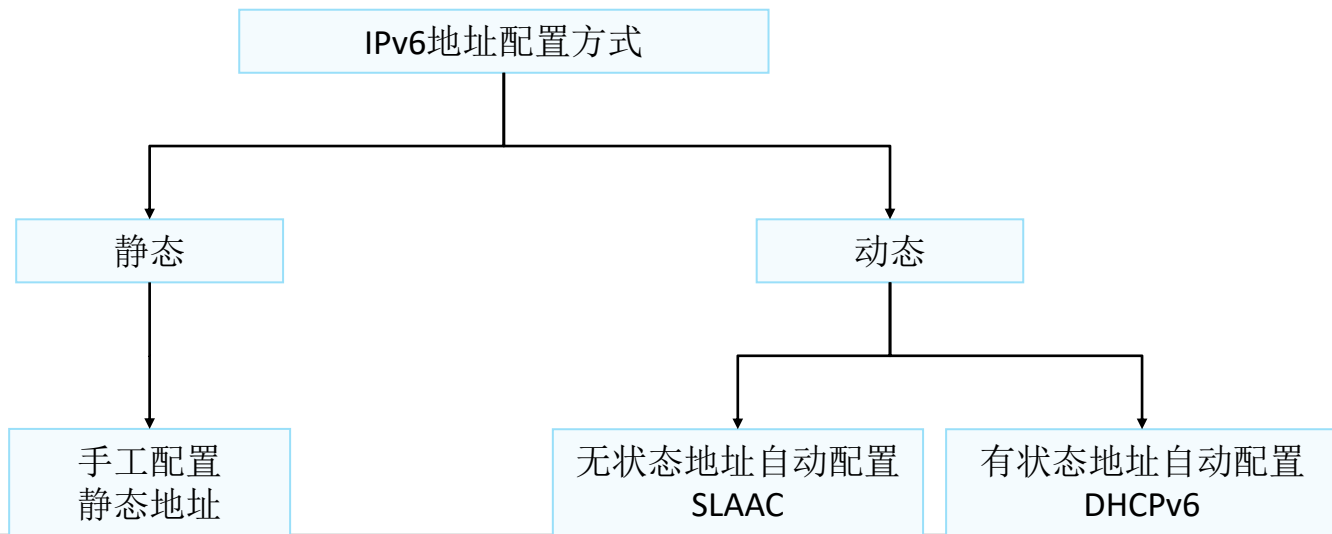 IPv6地址配置方式
静态
动态
手工配置
静态地址
无状态地址自动配置
SLAAC
有状态地址自动配置
DHCPv6